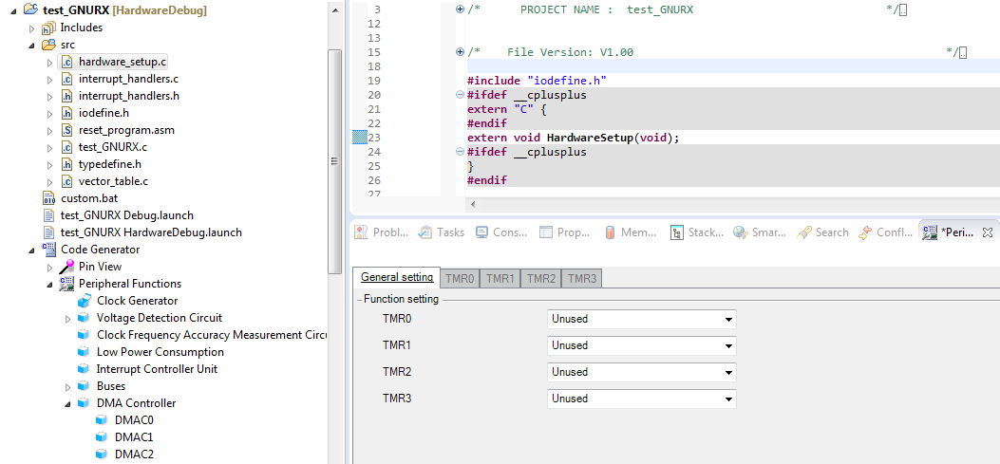 test_GNURX [HardwareDebug]
Includes
src
hardware_setup.c
interrupt_handlers.c
interrupt_handlers.h
iodefine.h
reset_program.asm
test_GNURX.c
typedefine.h
vector_table.c
custom.bat
test_GNURX Debug.launch
test_GNURX HardwareDebug.launch
Code Generator
Pin View
Peripheral Functions
Clock Generator
Voltage Detection Circuit
Clock Frequency Accuracy Measurement Circu
Low Power Consumption
Interrupt Controller Unit
Buses
DMA Controller
DMAC0
DMAC1
DMAC2
3 /* PROJECT NAME : test_GNURX */
12
13
15 /* File Version: V1.00 */
18
19 #include "iodefine.h"
20 #ifdef __cplusplus
21 extern "C" {
22 #endif
23 extern void HardwareSetup(void);
24 #ifdef __cplusplus
25 }
26 #endif
27
Probl... Tasks Cons... Prop... Mem... Stack... Smar... Search Confl... *Peri...
General setting TMR0 TMR1 TMR2 TMR3
Function setting
TMR0 Unused
TMR1 Unused
TMR2 Unused
TMR3 Unused